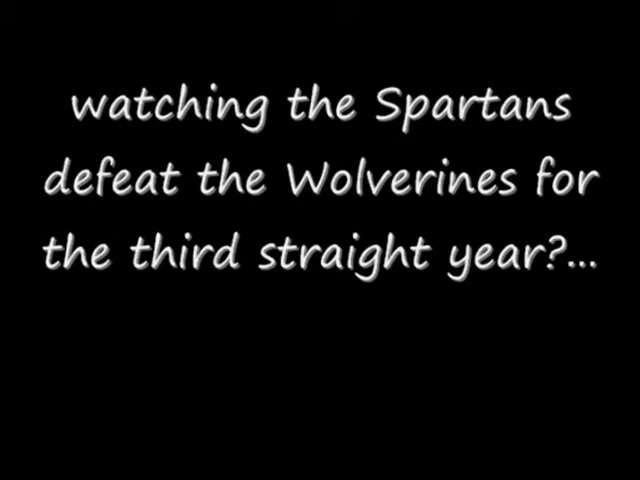 watching the Spartans
defeat the Wolverines for
the third straight year?...